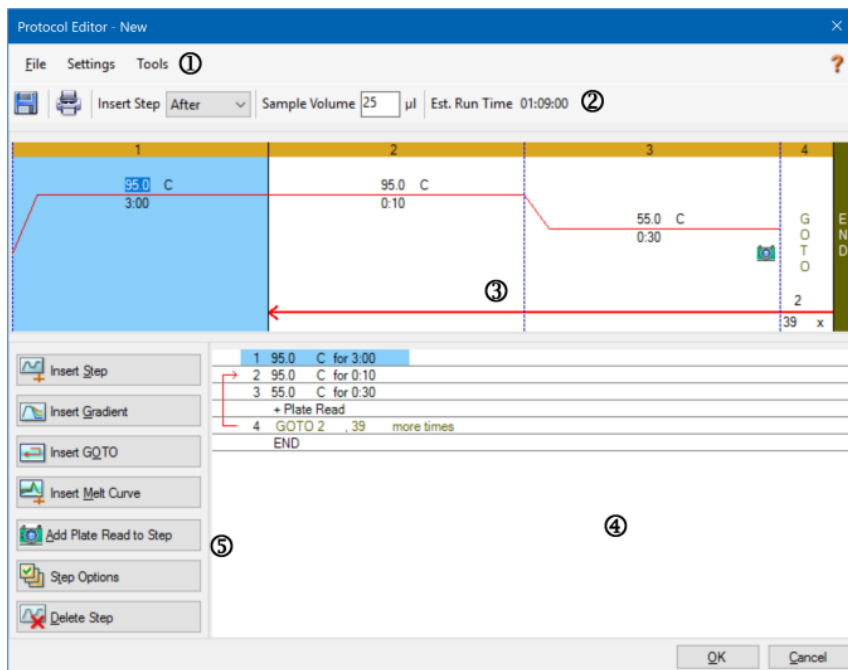 Protocol Editor - New
File Settings Tools ① ?
Insert Step After Sample Volume 25 µl Est. Run Time 01:09:00 ②
1 2 3 4
95.0 C 95.0 C
3:00 0:10
55.0 C
0:30
GOTO
END
③
2
39 x
Insert Step
Insert Gradient
Insert GOTO
Insert Melt Curve
Add Plate Read to Step
Step Options
Delete Step
⑤
1 95.0 C for 3:00
2 95.0 C for 0:10
3 55.0 C for 0:30
+ Plate Read
4 GOTO 2 , 39 more times
END
④
OK Cancel